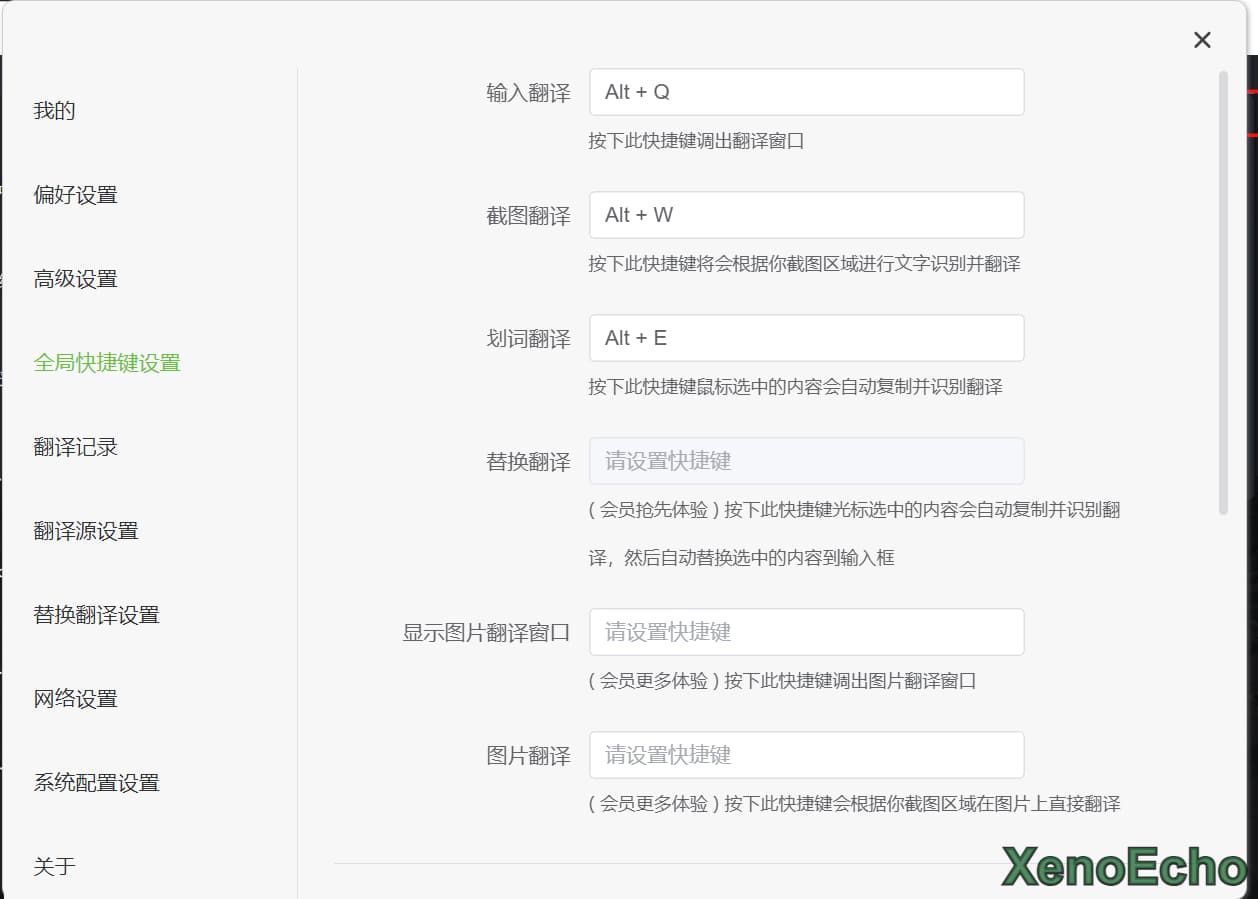 我的
偏好设置
高级设置
全局快捷键设置
翻译记录
翻译源设置
替换翻译设置
网络设置
系统配置设置
关于
输入翻译
Alt + Q
按下此快捷键调出翻译窗口
截图翻译
Alt + W
按下此快捷键将会根据你截图区域进行文字识别并翻译
划词翻译
Alt + E
按下此快捷键鼠标选中的内容会自动复制并识别翻译
替换翻译
请设置快捷键
( 会员抢先体验 ) 按下此快捷键光标选中的内容会自动复制并识别翻
译，然后自动替换选中的内容到输入框
显示图片翻译窗口
请设置快捷键
( 会员更多体验 ) 按下此快捷键调出图片翻译窗口
图片翻译
请设置快捷键
( 会员更多体验 ) 按下此快捷键会根据你截图区域在图片上直接翻译
XenoEcho